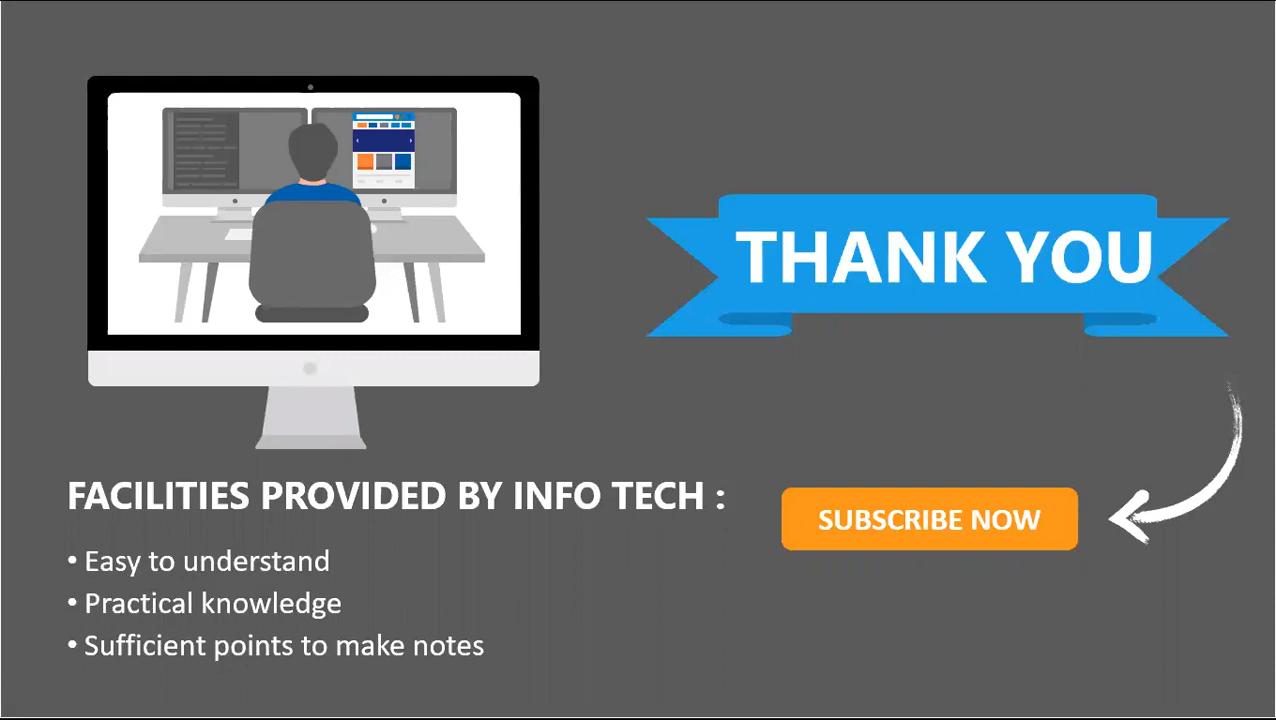 THANK YOU
FACILITIES PROVIDED BY INFO TECH :
• Easy to understand
• Practical knowledge
• Sufficient points to make notes
SUBSCRIBE NOW